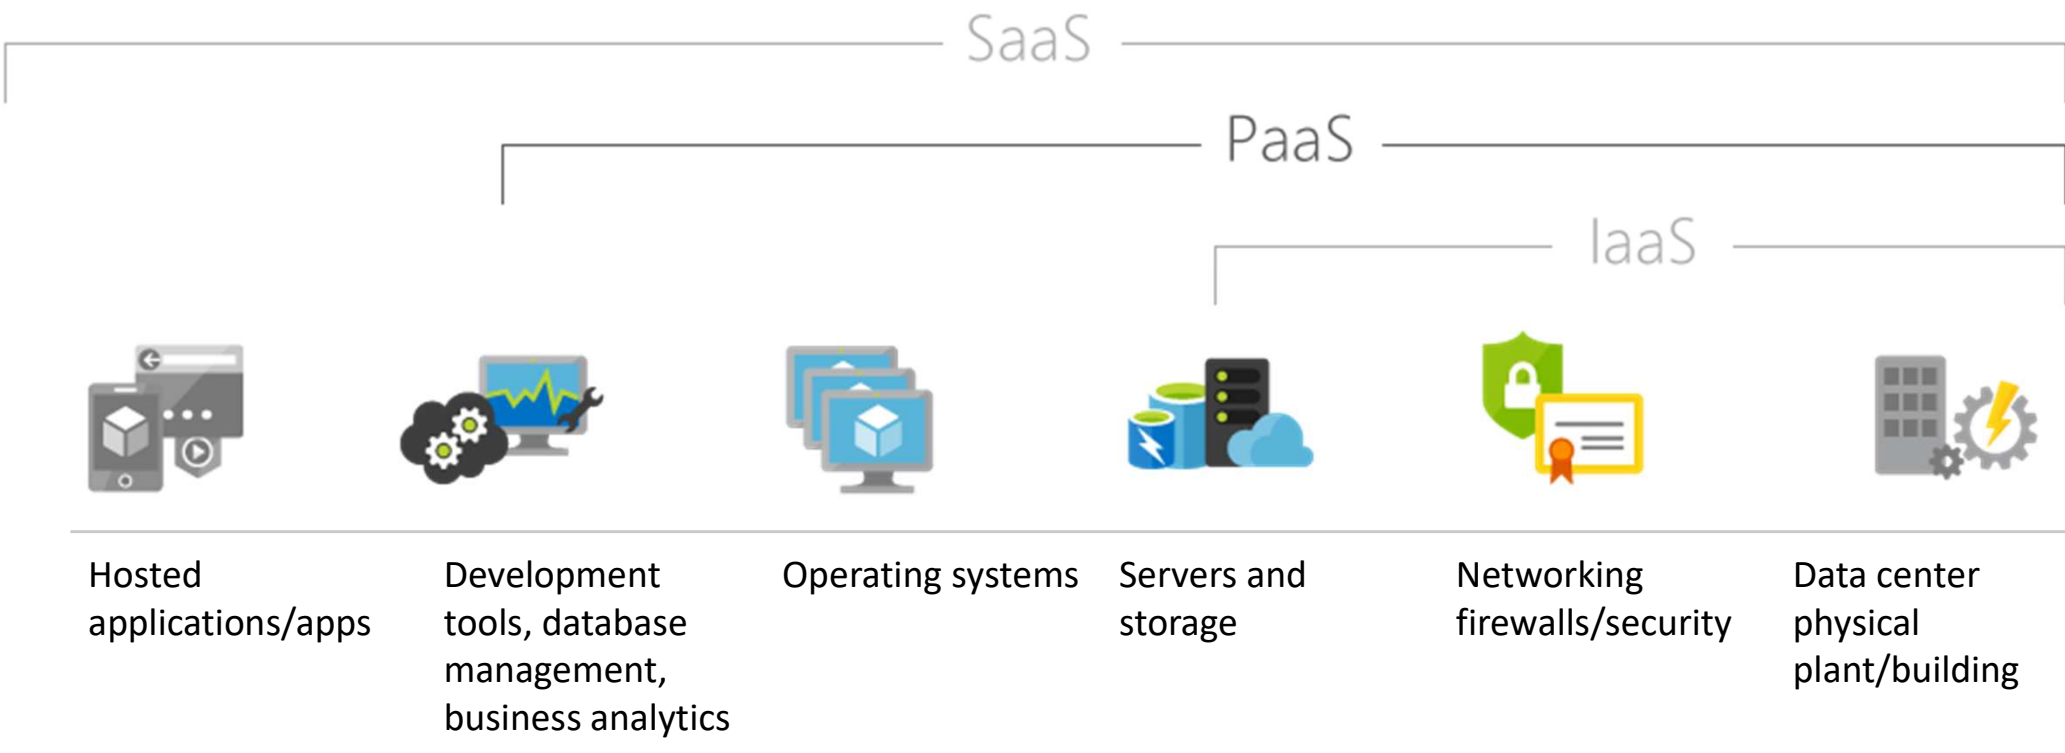 SaaS
PaaS
IaaS
Hosted
applications/apps
Development
tools, database
management,
business analytics
Operating systems
Servers and
storage
Networking
firewalls/security
Data center
physical
plant/building